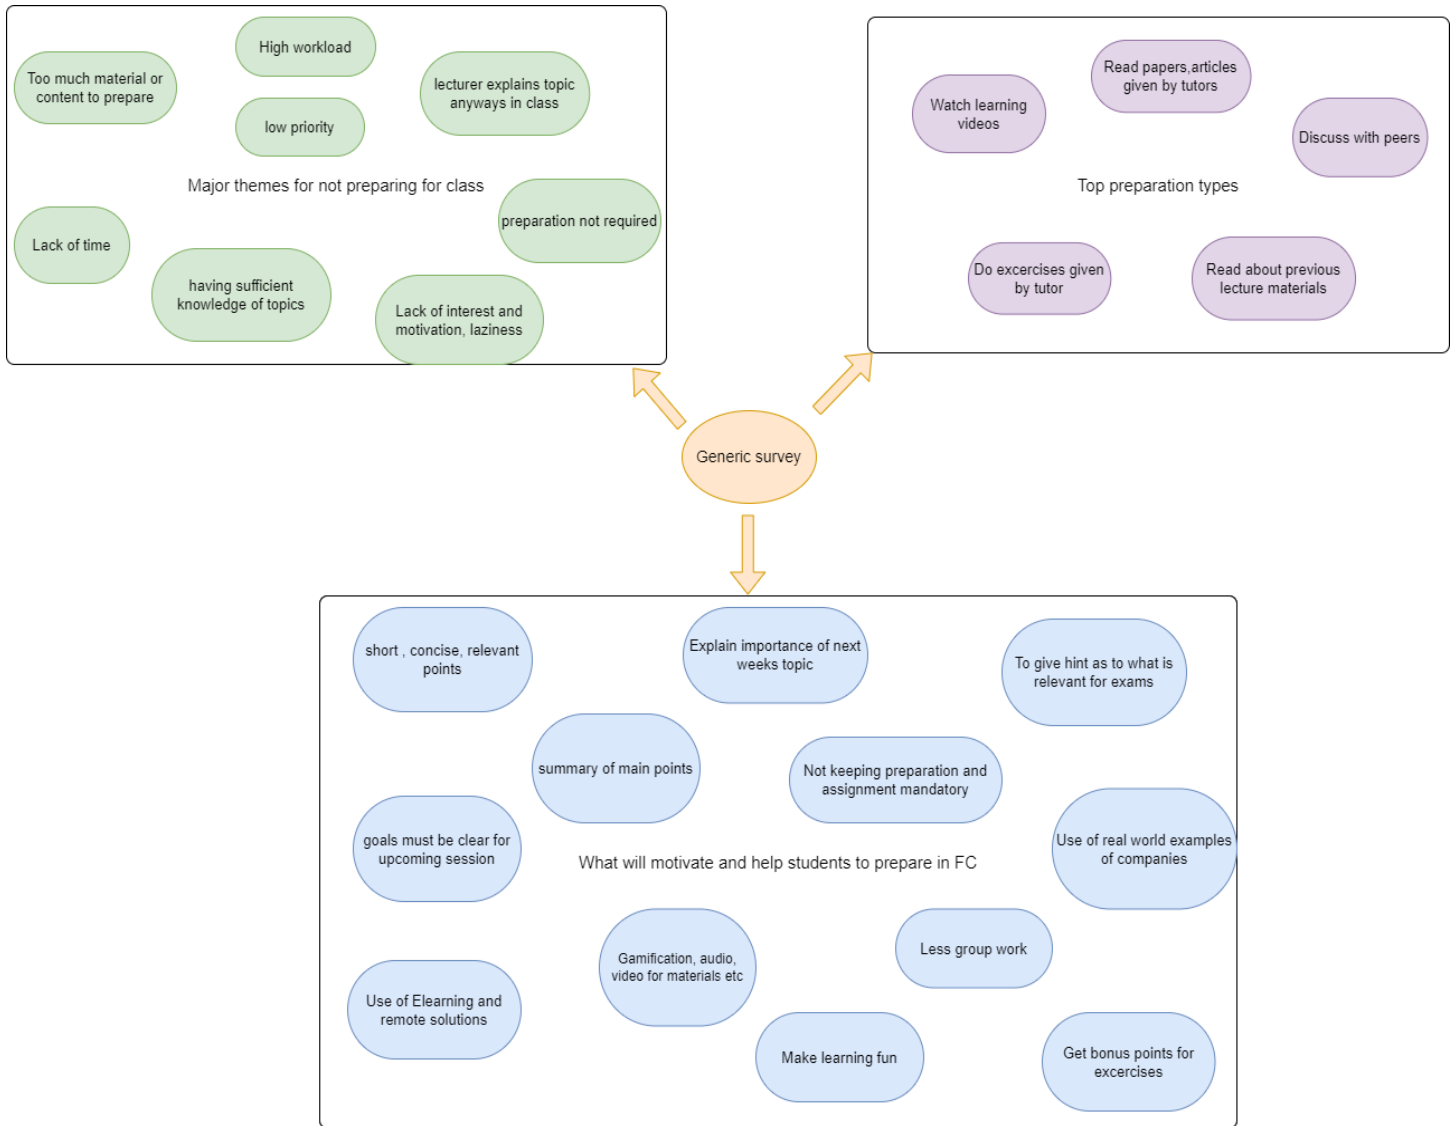 High workload
Too much material or
content to prepare
lecturer explains topic
anyways in class
low priority
Major themes for not preparing for class
preparation not required
Lack of time
having sufficient
knowledge of topics
Lack of interest and
motivation, laziness
Read papers,articles
given by tutors
Watch learning
videos
Discuss with peers
Top preparation types
Do excercises given
by tutor
Read about previous
lecture materials
Generic survey
short , concise, relevant
points
Explain importance of next
weeks topic
To give hint as to what is
relevant for exams
summary of main points
Not keeping preparation and
assignment mandatory
goals must be clear for
upcoming session
What will motivate and help students to prepare in FC
Use of real world examples
of companies
Gamification, audio,
video for materials etc
Less group work
Use of Elearning and
remote solutions
Make learning fun
Get bonus points for
excercises